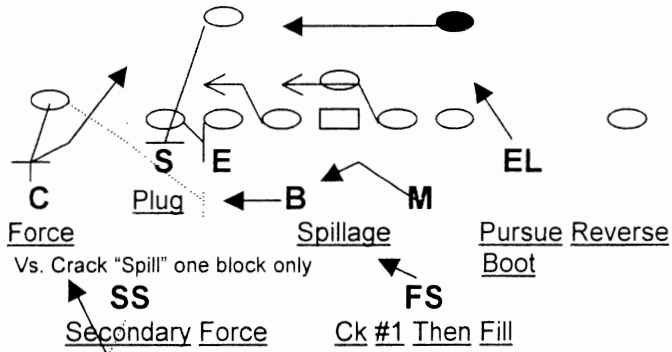 S E EL
C Plug B M
Force Spillage Pursue Reverse
Vs. Crack "Spill" one block only Boot
SS FS
Secondary Force Ck #1 Then Fill